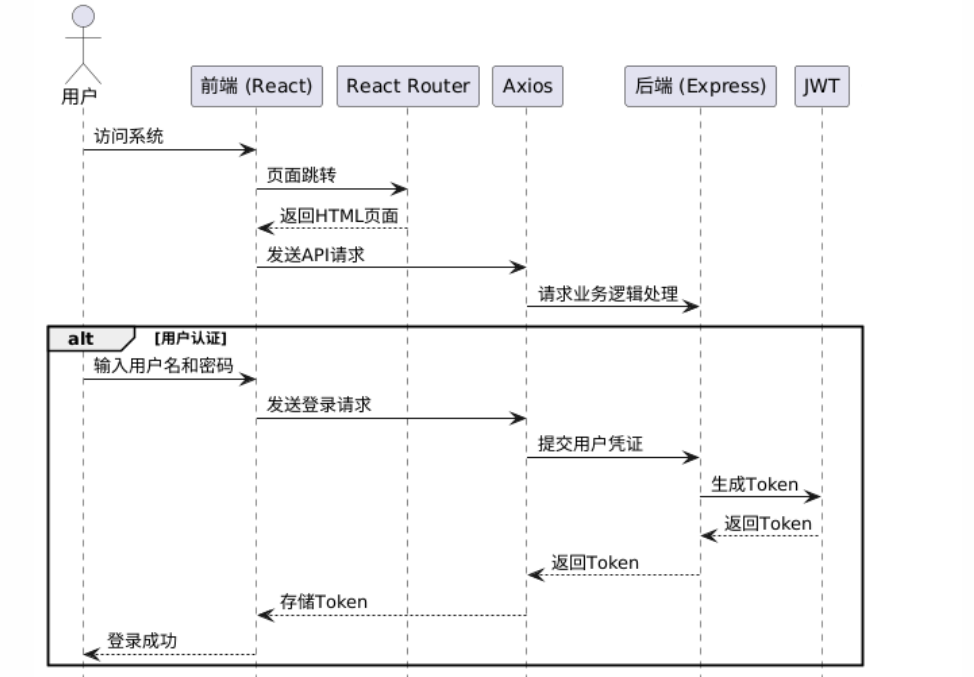 用户
前端 (React)
React Router
Axios
后端 (Express)
JWT
访问系统
页面跳转
返回HTML页面
发送API请求
请求业务逻辑处理
alt [用户认证]
输入用户名和密码
发送登录请求
提交用户凭证
生成Token
返回Token
返回Token
存储Token
登录成功